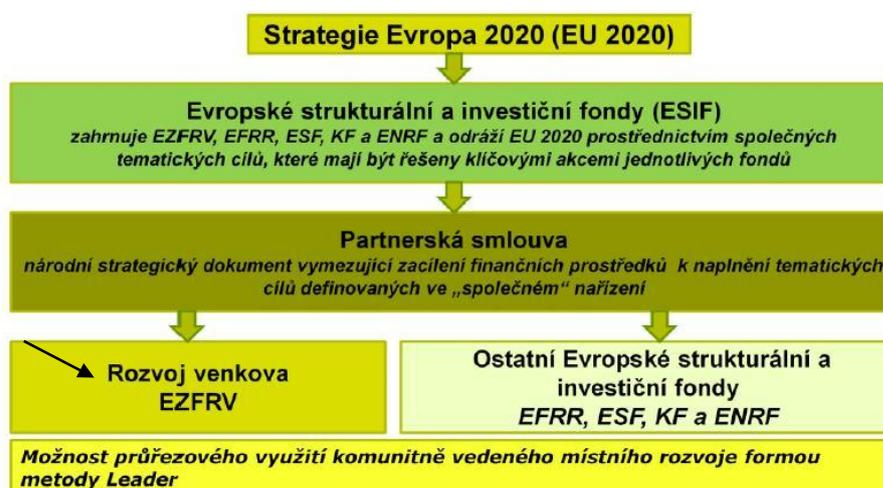 Strategie Evropa 2020 (EU 2020)
Evropské strukturální a investiční fondy (ESIF)
zahrnuje EZFRV, EFRR, ESF, KF a ENRF a odráží EU 2020 prostřednictvím společných
tematických cílů, které mají být řešeny klíčovými akcemi jednotlivých fondů
Partnerská smlouva
národní strategický dokument vymezující zacílení finančních prostředků k naplnění tematických
cílů definovaných ve „společném“ nařízení
Rozvoj venkova
EZFRV
Ostatní Evropské strukturální a
investiční fondy
EFRR, ESF, KF a ENRF
Možnost průřezového využití komunitně vedeného místního rozvoje formou
metody Leader